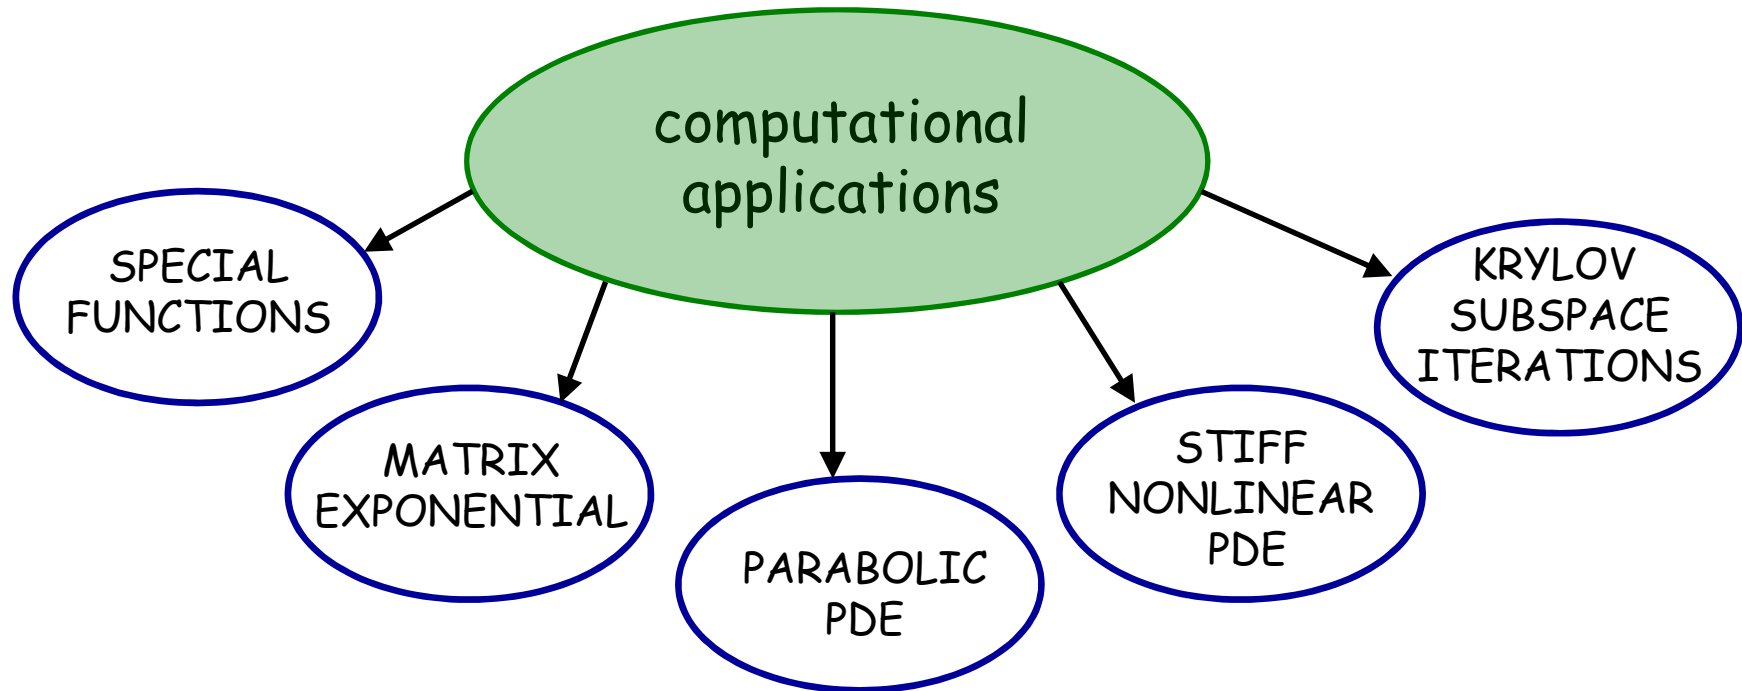 computational
applications
SPECIAL
FUNCTIONS
MATRIX
EXPONENTIAL
PARABOLIC
PDE
STIFF
NONLINEAR
PDE
KRYLOV
SUBSPACE
ITERATIONS